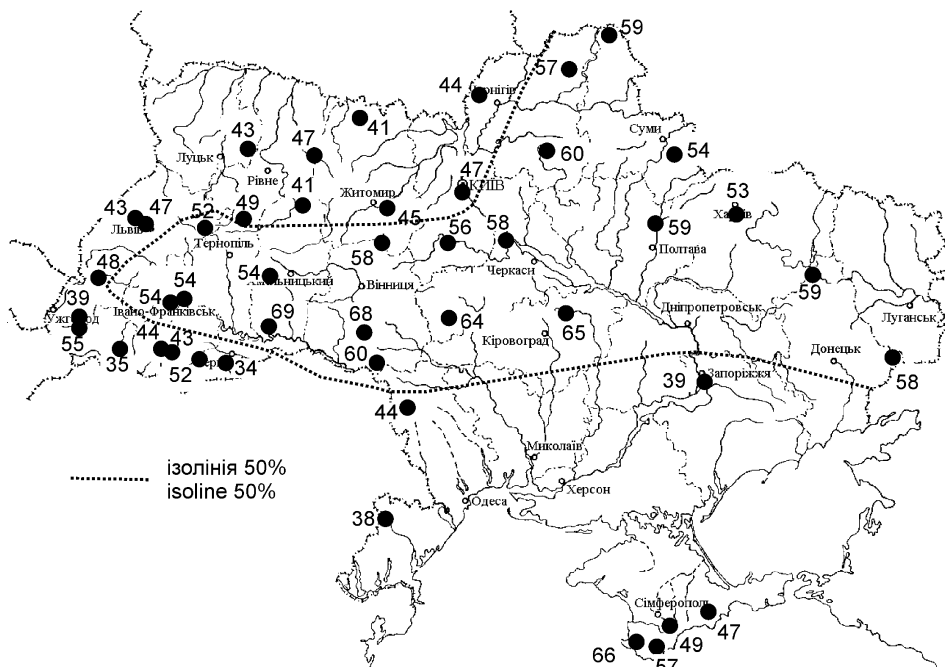 59
57
44
Чернігів
41
Суми
43
47
60
54
Луцьк
Рівне
47
КИЇВ
41
Житомир
53
Харків
43
47
Львів
52
49
45
59
Тернопіль
58
56
58
Полтава
48
54
Хмельницький
Вінниця
Черкаси
59
39
Ужгород
54
54
Івано-Франківськ
69
68
64
65
Дніпропетровськ
Луганськ
55
44
43
Кіровоград
Донецьк
35
52
34
60
39
Запоріжжя
58
44
Миколаїв
ізолінія 50%
isoline 50%
Херсон
Одеса
38
Сімферополь
47
49
66
57